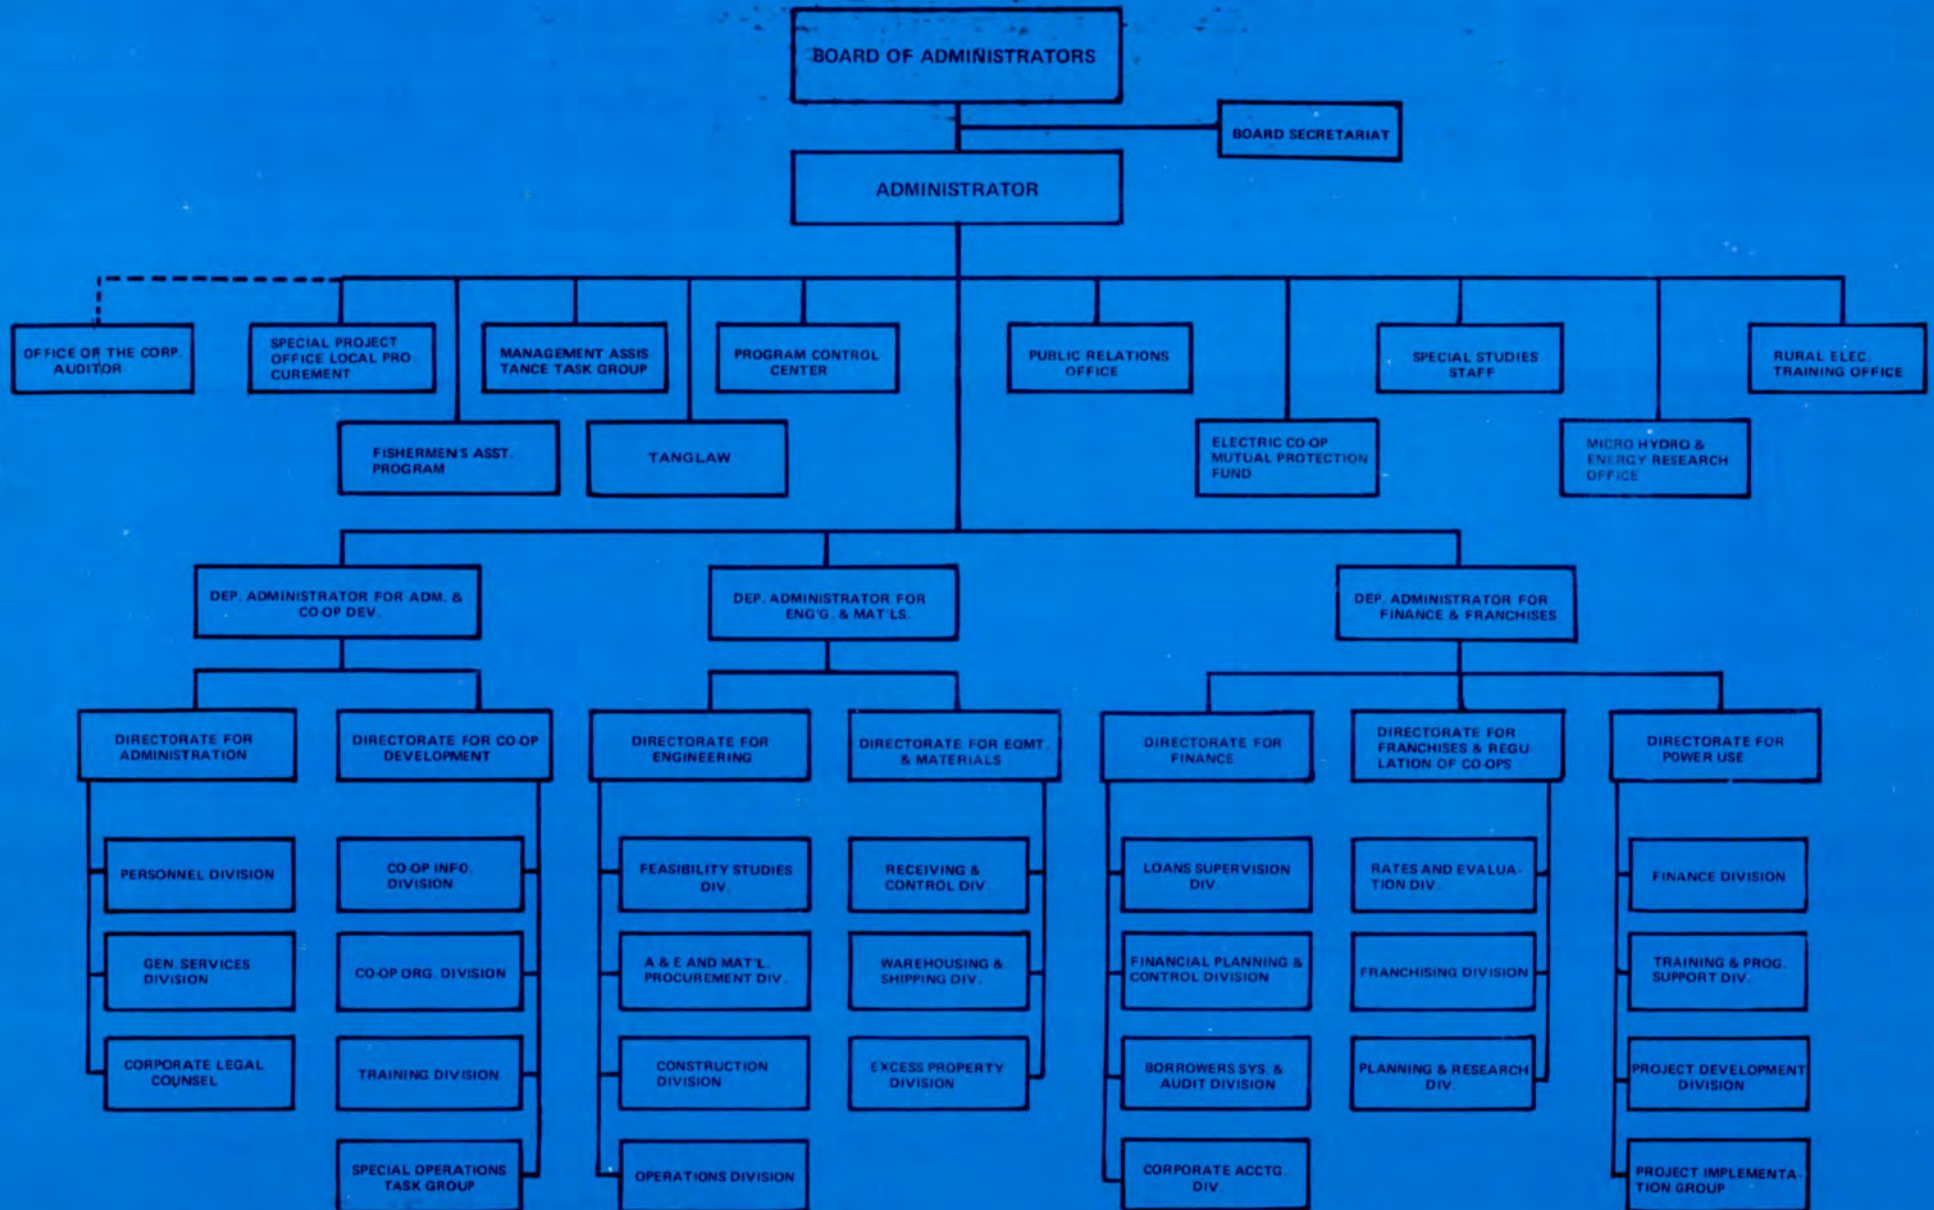 BOARD OF ADMINISTRATORS
BOARD SECRETARIAT
ADMINISTRATOR
OFFICE OF THE CORP.
AUDITOR
SPECIAL PROJECT
OFFICE LOCAL PRO
CUREMENT
MANAGEMENT ASSIS
TANCE TASK GROUP
PROGRAM CONTROL
CENTER
PUBLIC RELATIONS
OFFICE
SPECIAL STUDIES
STAFF
RURAL ELEC.
TRAINING OFFICE
FISHERMEN'S ASST.
PROGRAM
TANGLAW
ELECTRIC CO-OP
MUTUAL PROTECTION
FUND
MICRO HYDRO &
ENERGY RESEARCH
OFFICE
DEP. ADMINISTRATOR FOR ADM. &
CO-OP DEV.
DEP. ADMINISTRATOR FOR
ENG'G. & MAT'LS.
DEP. ADMINISTRATOR FOR
FINANCE & FRANCHISES
DIRECTORATE FOR
ADMINISTRATION
DIRECTORATE FOR CO-OP
DEVELOPMENT
DIRECTORATE FOR
ENGINEERING
DIRECTORATE FOR EQMT.
& MATERIALS
DIRECTORATE FOR
FINANCE
DIRECTORATE FOR
FRANCHISES & REGU-
LATION OF CO-OPS
DIRECTORATE FOR
POWER USE
PERSONNEL DIVISION
CO-OP INFO.
DIVISION
FEASIBILITY STUDIES
DIV.
RECEIVING &
CONTROL DIV.
LOANS SUPERVISION
DIV.
RATES AND EVALUA-
TION DIV.
FINANCE DIVISION
GEN. SERVICES
DIVISION
CO-OP ORG. DIVISION
A & E AND MAT'L.
PROCUREMENT DIV.
WAREHOUSING &
SHIPPING DIV.
FINANCIAL PLANNING &
CONTROL DIVISION
FRANCHISING DIVISION
TRAINING & PROG.
SUPPORT DIV.
CORPORATE LEGAL
COUNSEL
TRAINING DIVISION
CONSTRUCTION
DIVISION
EXCESS PROPERTY
DIVISION
BORROWERS SYS. &
AUDIT DIVISION
PLANNING & RESEARCH
DIV.
PROJECT DEVELOPMENT
DIVISION
SPECIAL OPERATIONS
TASK GROUP
OPERATIONS DIVISION
CORPORATE ACCTG.
DIV.
PROJECT IMPLEMENTA-
TION GROUP